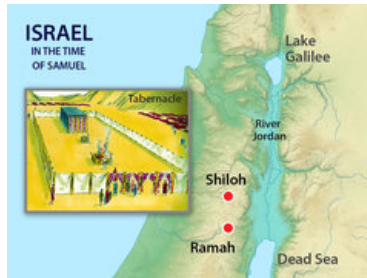 ISRAEL
IN THE TIME
OF SAMUEL
Tabernacle
Lake
Galilee
River
Jordan
Shiloh
Ramah
Dead Sea